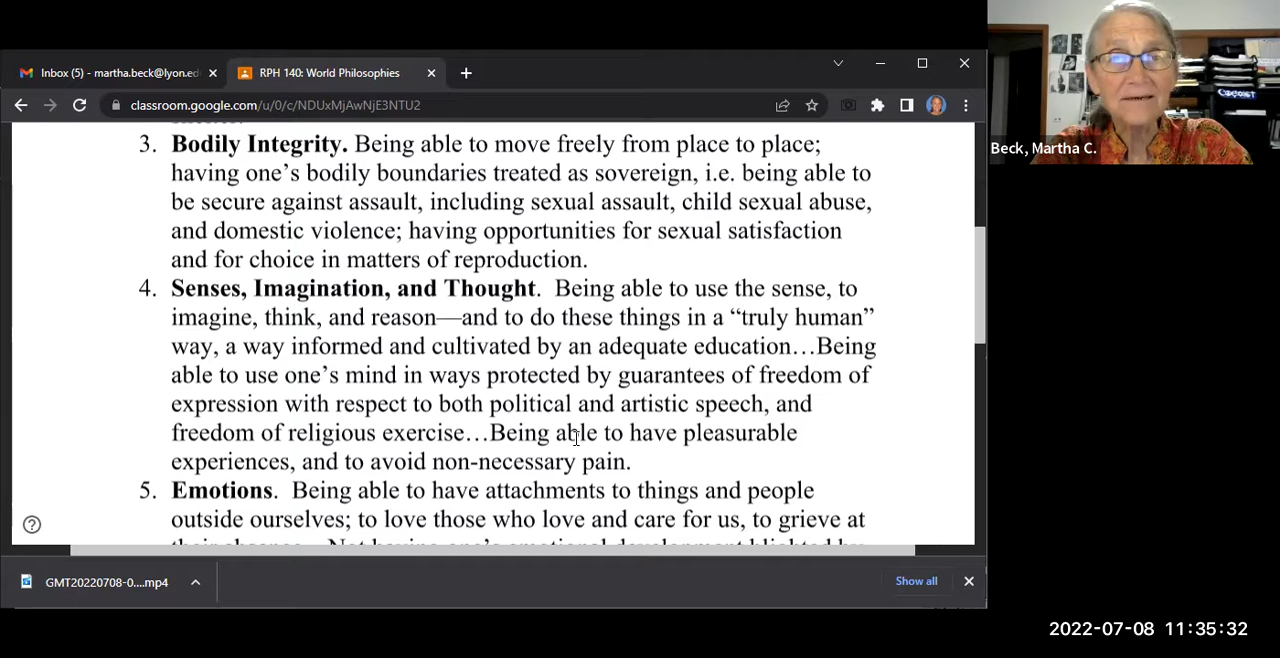 Inbox (5) - martha.beck@lyon.ed
RPH 140: World Philosophies
classroom.google.com/u/0/c/NDUxMjAwNjE3NTU2
3. Bodily Integrity. Being able to move freely from place to place;
having one’s bodily boundaries treated as sovereign, i.e. being able to
be secure against assault, including sexual assault, child sexual abuse,
and domestic violence; having opportunities for sexual satisfaction
and for choice in matters of reproduction.
4. Senses, Imagination, and Thought. Being able to use the sense, to
imagine, think, and reason—and to do these things in a “truly human”
way, a way informed and cultivated by an adequate education…Being
able to use one’s mind in ways protected by guarantees of freedom of
expression with respect to both political and artistic speech, and
freedom of religious exercise…Being able to have pleasurable
experiences, and to avoid non-necessary pain.
5. Emotions. Being able to have attachments to things and people
outside ourselves; to love those who love and care for us, to grieve at
GMT20220708-0....mp4
Show all
Beck, Martha C.
2022-07-08 11:35:32